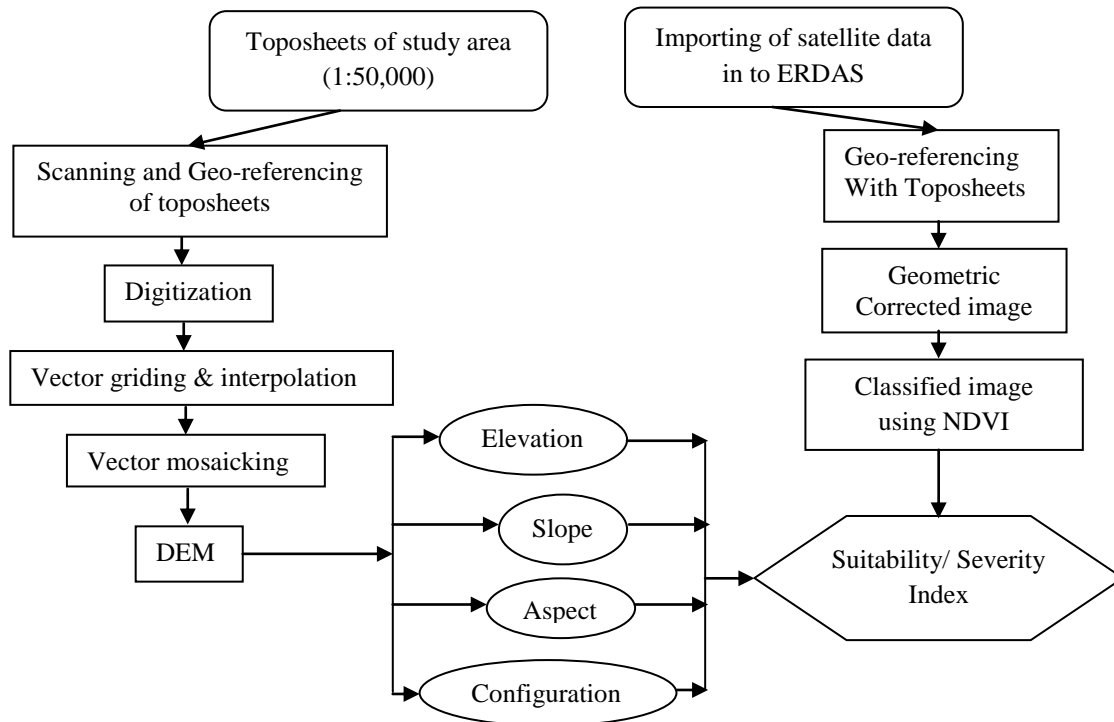 Toposheets of study area
(1:50,000)
Importing of satellite data
in to ERDAS
Scanning and Geo-referencing
of toposheets
Geo-referencing
With Toposheets
Digitization
Geometric
Corrected image
Vector griding & interpolation
Classified image
using NDVI
Vector mosaicking
DEM
Elevation
Slope
Aspect
Configuration
Suitability/ Severity
Index